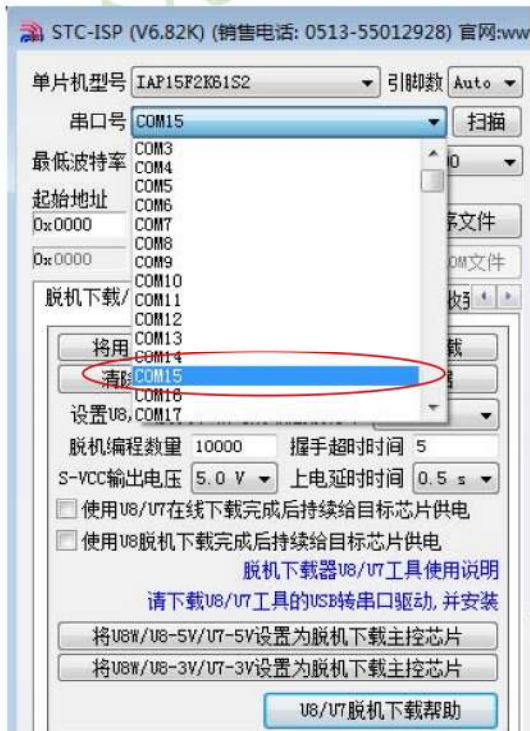 STC-ISP (V6.82K) (销售电话: 0513-55012928) 官网:ww
单片机型号 IAP15F2K61S2 引脚数 Auto
串口号 COM15 扫描
COM3
最低波特率 COM4
COM5
起始地址 COM6
0x0000 COM7 序文件
COM8
0x0000 COM9 OM文件
COM10
脱机下载/ COM11 收到
COM12
将用 COM13 载
COM14
清除 COM15
COM16
设置U8, COM17
脱机编程数量 10000 握手超时时间 5
S-VCC输出电压 5.0 V 上电延时时间 0.5 s
使用U8/U7在线下载完成后持续给目标芯片供电
使用U8脱机下载完成后持续给目标芯片供电
脱机下载器U8/U7工具使用说明
请下载U8/U7工具的USB转串口驱动,并安装
将U8W/U8-5V/U7-5V设置为脱机下载主控芯片
将U8W/U8-3V/U7-3V设置为脱机下载主控芯片
U8/U7脱机下载帮助